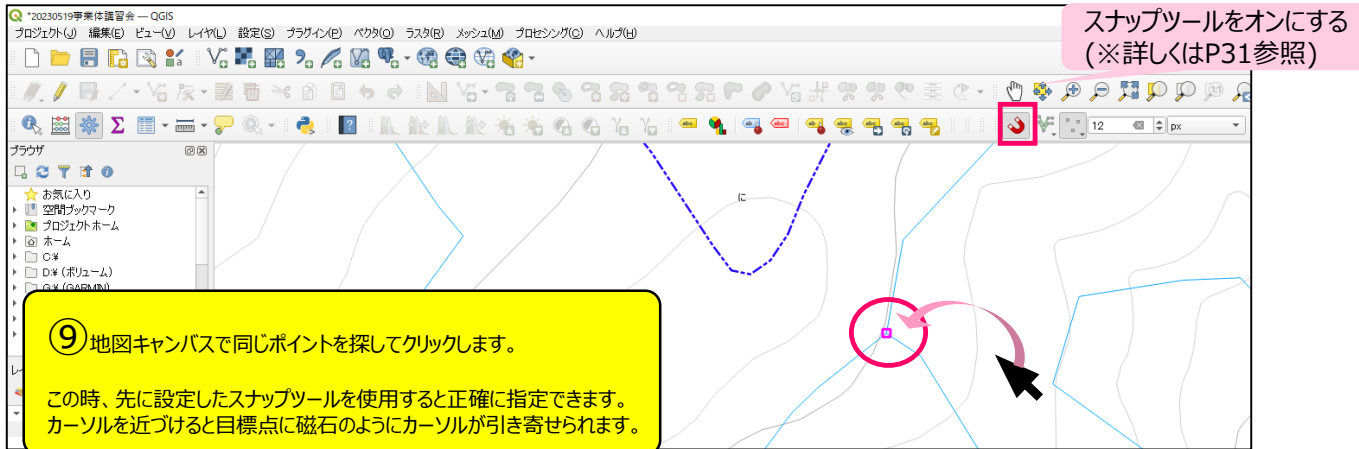 *20230519事業体講習会 — QGIS
プロジェクト(J) 編集(E) ビュー(V) レイヤ(L) 設定(S) プラグイン(P) ベクタ(O) ラスタ(R) メッシュ(M) プロセシング(C) ヘルプ(H)
スナップツールをオンにする
(※詳しくはP31参照)
12 px
ブラウザ
お気に入り
空間ブックマーク
プロジェクトホーム
ホーム
C:¥
D:¥ (ボリューム)
G:¥ (GARMIN)
に
⑨地図キャンバスで同じポイントを探してクリックします。
この時、先に設定したスナップツールを使用すると正確に指定できます。
カーソルを近づけると目標点に磁石のようにカーソルが引き寄せられます。